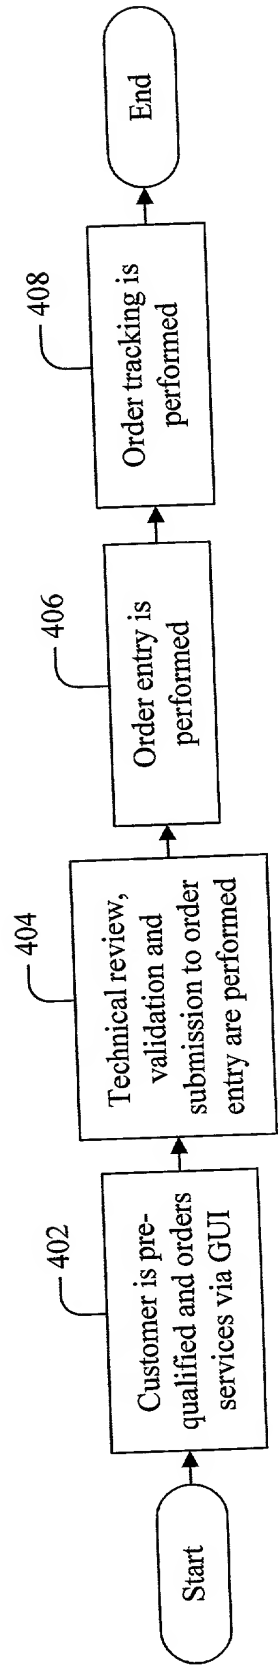 Start
402
Customer is pre-
qualified and orders
services via GUI
404
Technical review,
validation and
submission to order
entry are performed
406
Order entry is
performed
408
Order tracking is
performed
End